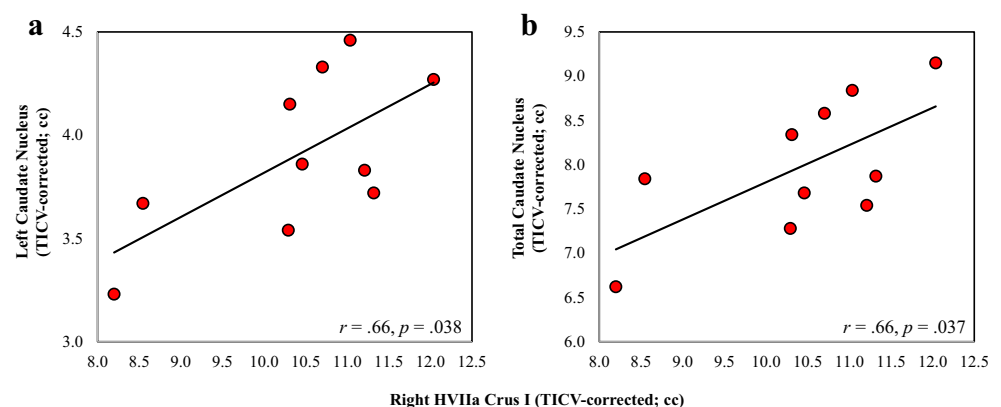 a
b
Left Caudate Nucleus
(TICV-corrected; cc)
4.5
4.0
3.5
3.0
r = .66, p = .038
8.0 8.5 9.0 9.5 10.0 10.5 11.0 11.5 12.0 12.5
Total Caudate Nucleus
(TICV-corrected; cc)
9.5
9.0
8.5
8.0
7.5
7.0
6.5
6.0
r = .66, p = .037
8.0 8.5 9.0 9.5 10.0 10.5 11.0 11.5 12.0 12.5
Right HVIIa Crus I (TICV-corrected; cc)